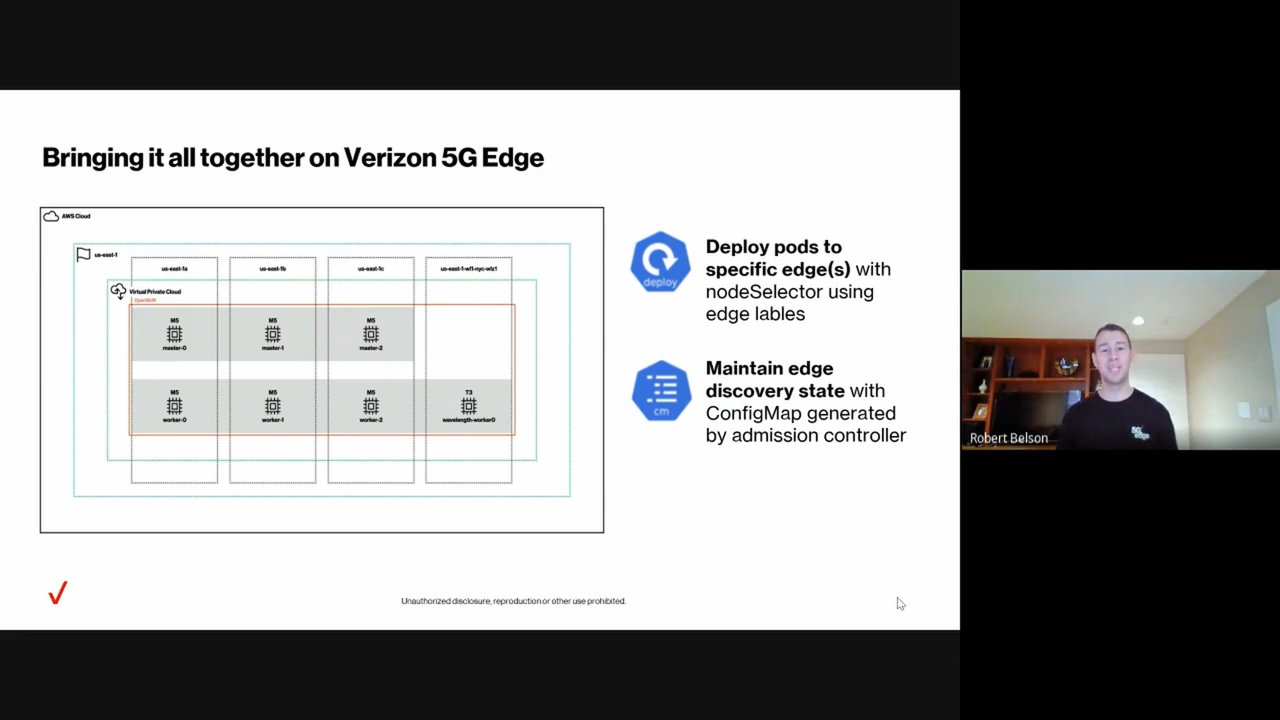 Bringing it all together on Verizon 5G Edge
AWS Cloud
us-east-1
us-east-1a
us-east-1b
us-east-1c
us-east-1-wl1-nyc-wlz1
Virtual Private Cloud
OpenShift
M5
M5
M5
master-0
master-1
master-2
M5
M5
M5
T3
worker-0
worker-1
worker-2
wavelength-worker0
deploy
Deploy pods to
specific edge(s) with
nodeSelector using
edge lables
cm
Maintain edge
discovery state with
ConfigMap generated
by admission controller
Unauthorized disclosure, reproduction or other use prohibited.
5G
edge
Robert Belson